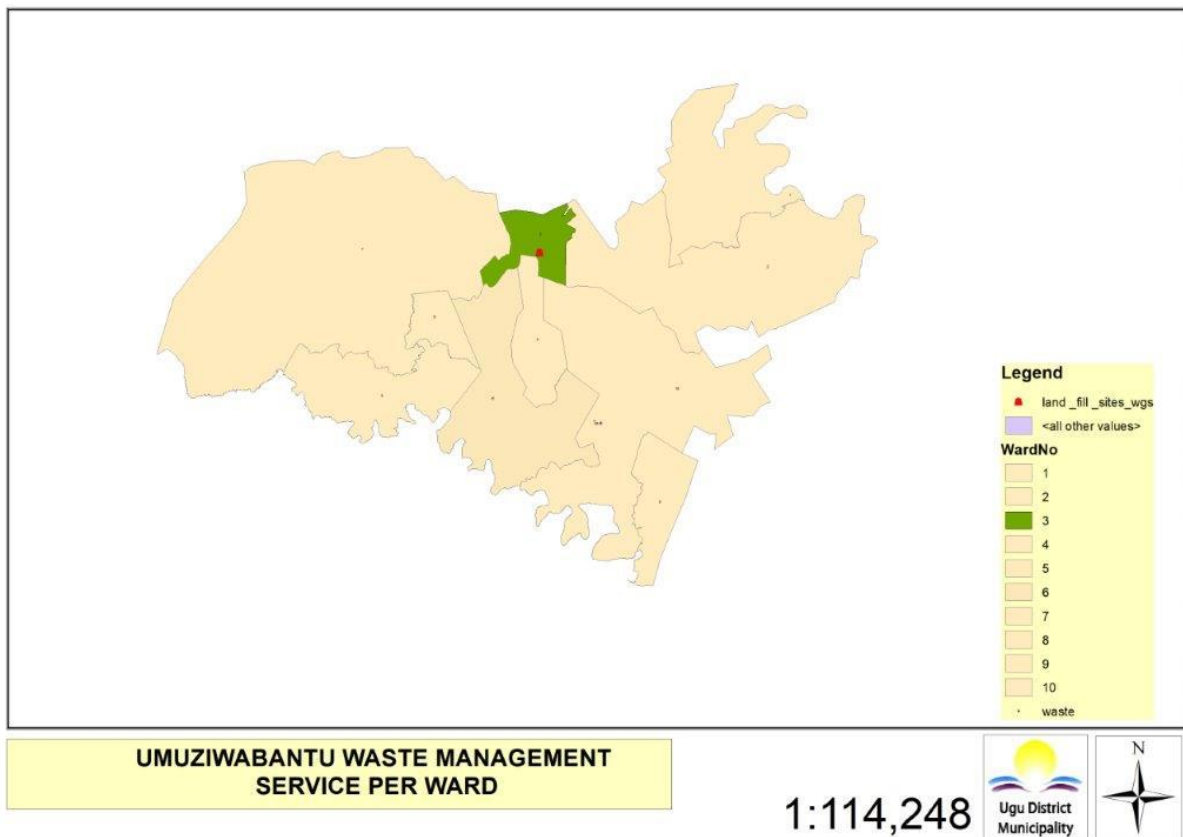 Legend
land _fill _sites_wgs
<all other values>
WardNo
1
2
3
4
5
6
7
8
9
10
waste
UMUZIWABANTU WASTE MANAGEMENT
SERVICE PER WARD
1:114,248
Ugu District
Municipality
N